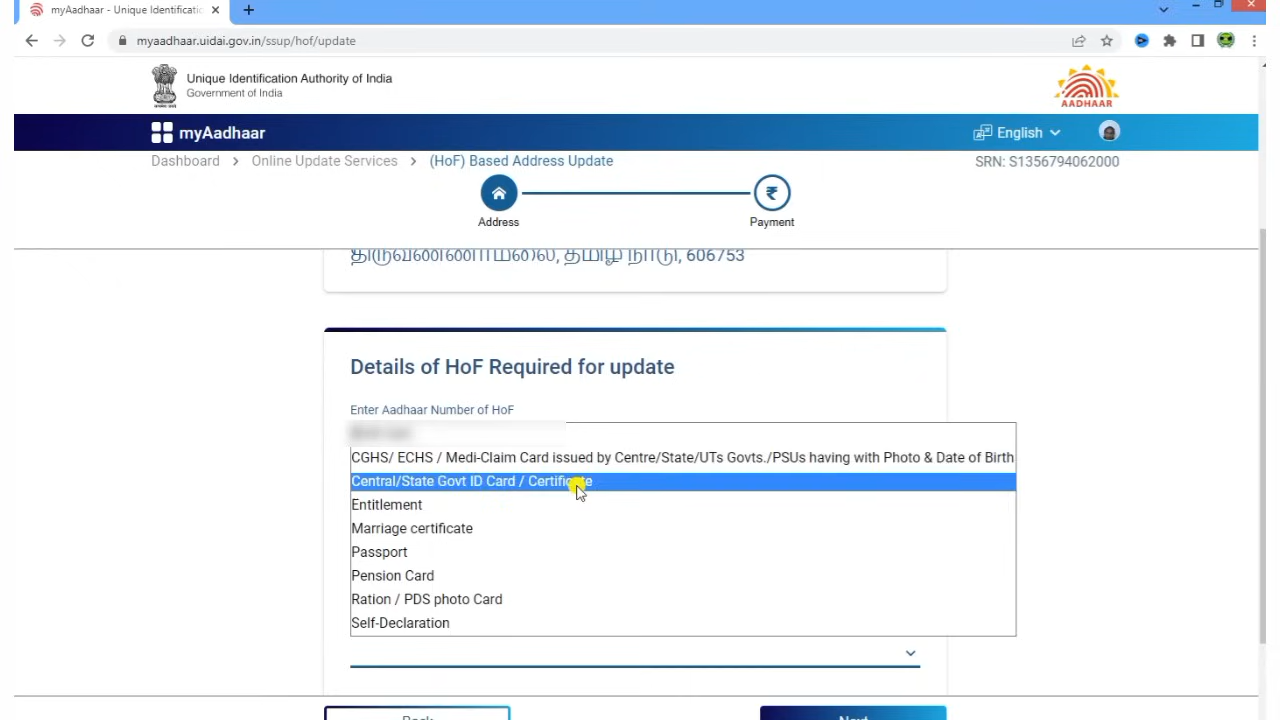 myAadhaar - Unique Identificatic
myaadhaar.uidai.gov.in/ssup/hof/update
Unique Identification Authority of India
Government of India
AADHAAR
myAadhaar
English
Dashboard > Online Update Services > (HoF) Based Address Update
SRN: S1356794062000
Address
Payment
திருவண்ணாமலை, தமிழ் நாடு, 606753
Details of HoF Required for update
Enter Aadhaar Number of HoF
CGHS/ ECHS / Medi-Claim Card issued by Centre/State/UTs Govts./PSUs having with Photo & Date of Birth
Central/State Govt ID Card / Certificate
Entitlement
Marriage certificate
Passport
Pension Card
Ration / PDS photo Card
Self-Declaration
Back
Next